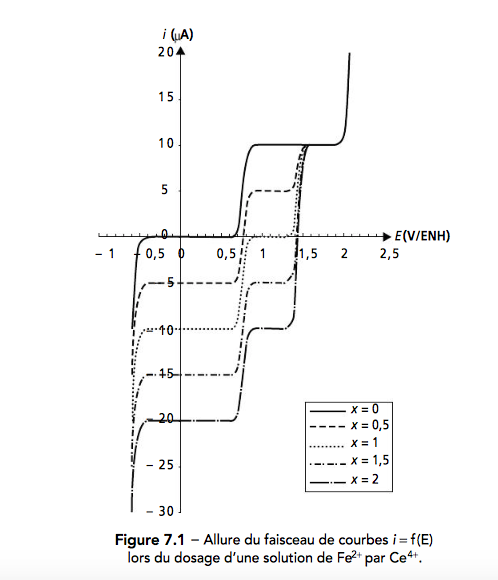 i (µA)
20
15
10
5
0
E(V/ENH)
– 1 – 0,5 0 0,5 1 1,5 2 2,5
– 5
– 10
– 15
– 20
– 25
– 30
x = 0
x = 0,5
x = 1
x = 1,5
x = 2
Figure 7.1 – Allure du faisceau de courbes i = f(E)
lors du dosage d’une solution de Fe²⁺ par Ce⁴⁺.